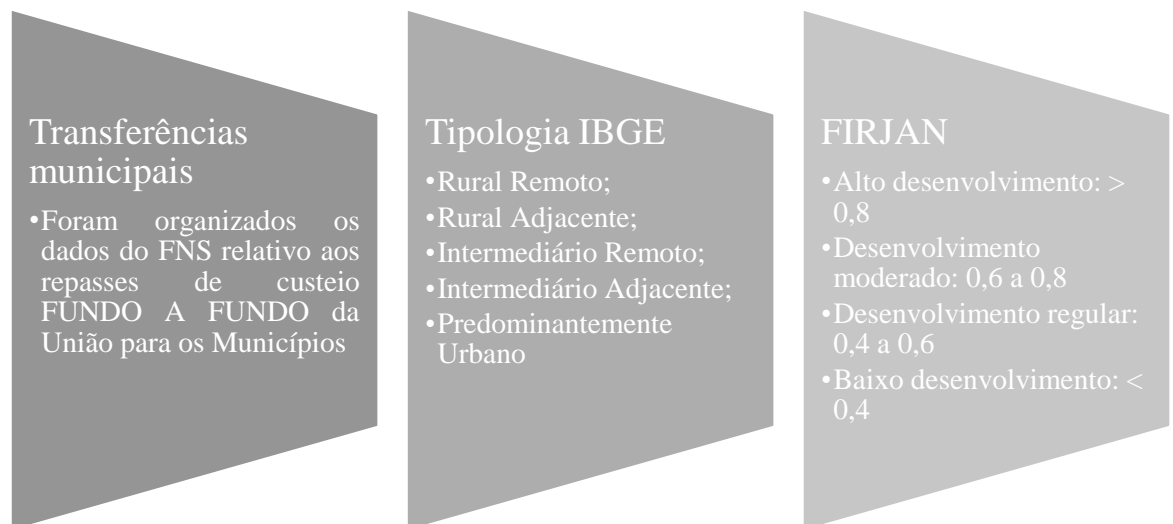 Transferências
municipais
•Foram organizados os
dados do FNS relativo aos
repasses de custeio
FUNDO A FUNDO da
União para os Municípios
Tipologia IBGE
•Rural Remoto;
•Rural Adjacente;
•Intermediário Remoto;
•Intermediário Adjacente;
•Predominantemente
Urbano
FIRJAN
•Alto desenvolvimento: >
0,8
•Desenvolvimento
moderado: 0,6 a 0,8
•Desenvolvimento regular:
0,4 a 0,6
•Baixo desenvolvimento: <
0,4